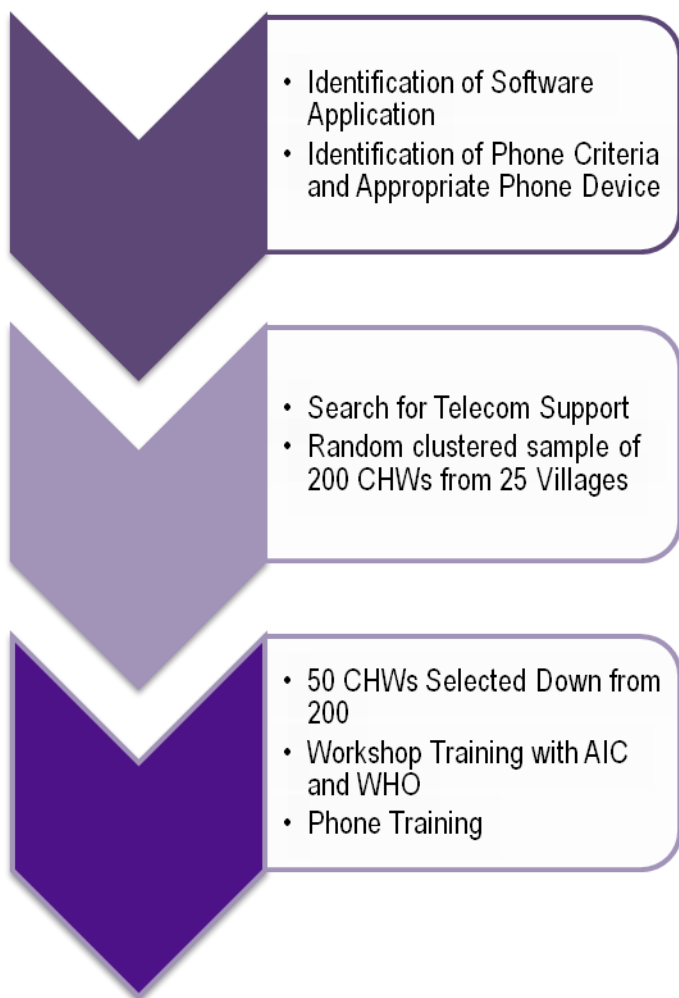 • Identification of Software
Application
• Identification of Phone Criteria
and Appropriate Phone Device
• Search for Telecom Support
• Random clustered sample of
200 CHWs from 25 Villages
• 50 CHWs Selected Down from
200
• Workshop Training with AIC
and WHO
• Phone Training